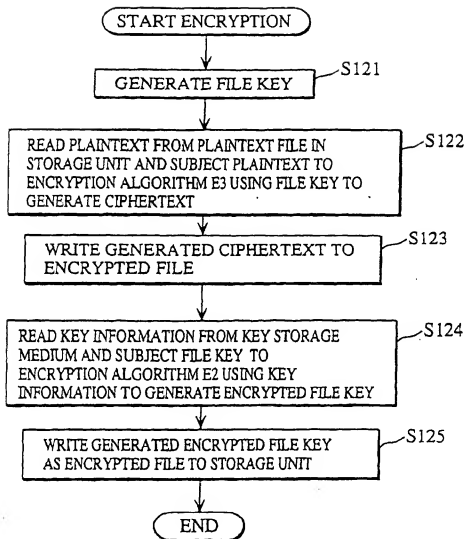 START ENCRYPTION
GENERATE FILE KEY
S121
READ PLAINTEXT FROM PLAINTEXT FILE IN
STORAGE UNIT AND SUBJECT PLAINTEXT TO
ENCRYPTION ALGORITHM E3 USING FILE KEY TO
GENERATE CIPHERTEXT
S122
WRITE GENERATED CIPHERTEXT TO
ENCRYPTED FILE
S123
READ KEY INFORMATION FROM KEY STORAGE
MEDIUM AND SUBJECT FILE KEY TO
ENCRYPTION ALGORITHM E2 USING KEY
INFORMATION TO GENERATE ENCRYPTED FILE KEY
S124
WRITE GENERATED ENCRYPTED FILE KEY
AS ENCRYPTED FILE TO STORAGE UNIT
S125
END